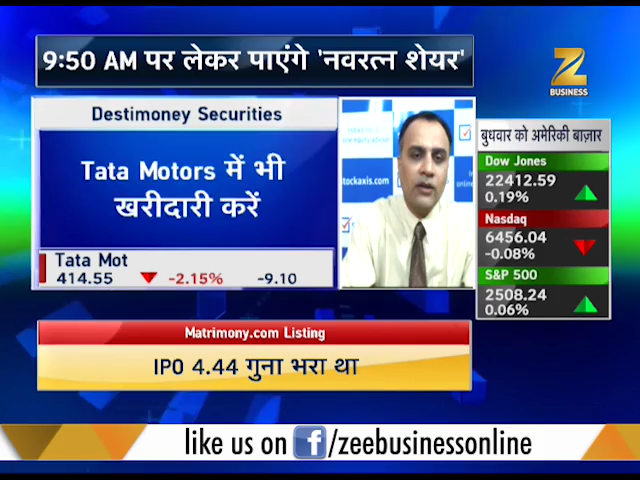 9:50 AM पर लेकर पाएंगे 'नवरत्न शेयर'
Z
BUSINESS
Destimoney Securities
Tata Motors में भी
खरीदारी करें
Tata Mot
414.55 -2.15% -9.10
stockaxis.com
बुधवार को अमेरिकी बाज़ार
Dow Jones
22412.59
0.19%
Nasdaq
6456.04
-0.08%
S&P 500
2508.24
0.06%
Matrimony.com Listing
IPO 4.44 गुना भरा था
like us on f/zeebusinessonline